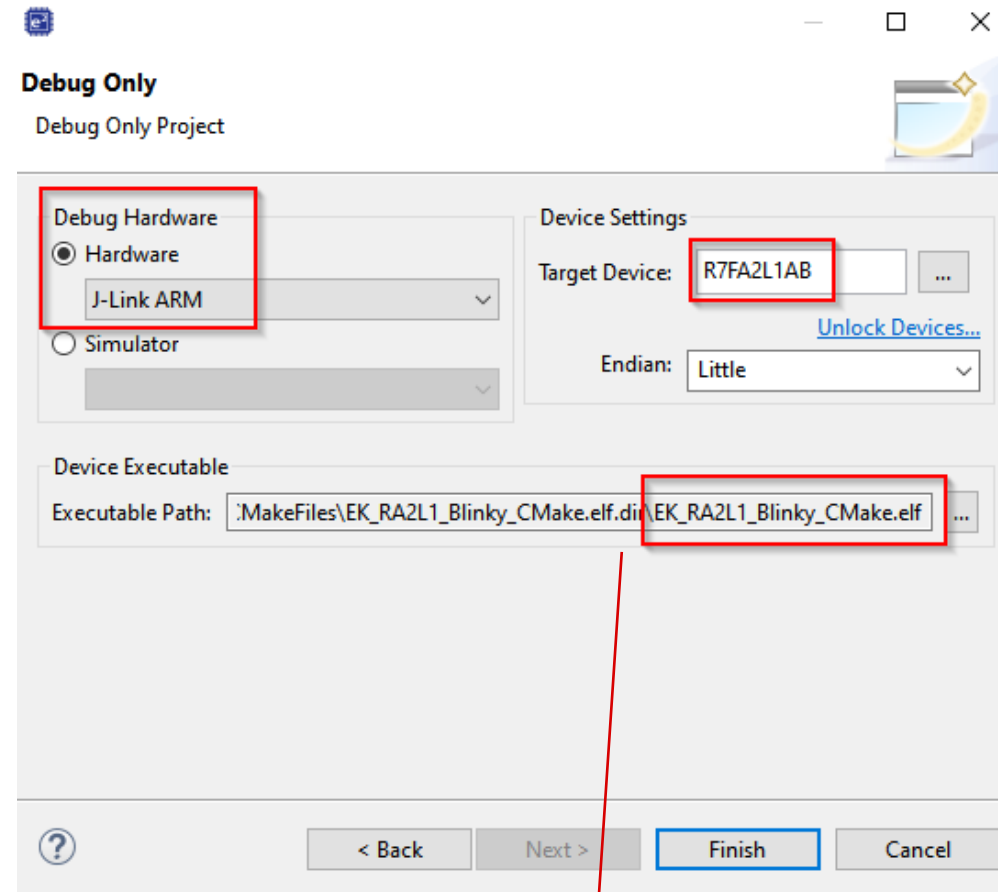 e²
Debug Only
Debug Only Project
Debug Hardware
Hardware
J-Link ARM
Simulator
Device Settings
Target Device: R7FA2L1AB ...
Unlock Devices...
Endian: Little
Device Executable
Executable Path: :MakeFiles\EK_RA2L1_Blinky_CMake.elf.dir\EK_RA2L1_Blinky_CMake.elf ...
? < Back Next > Finish Cancel